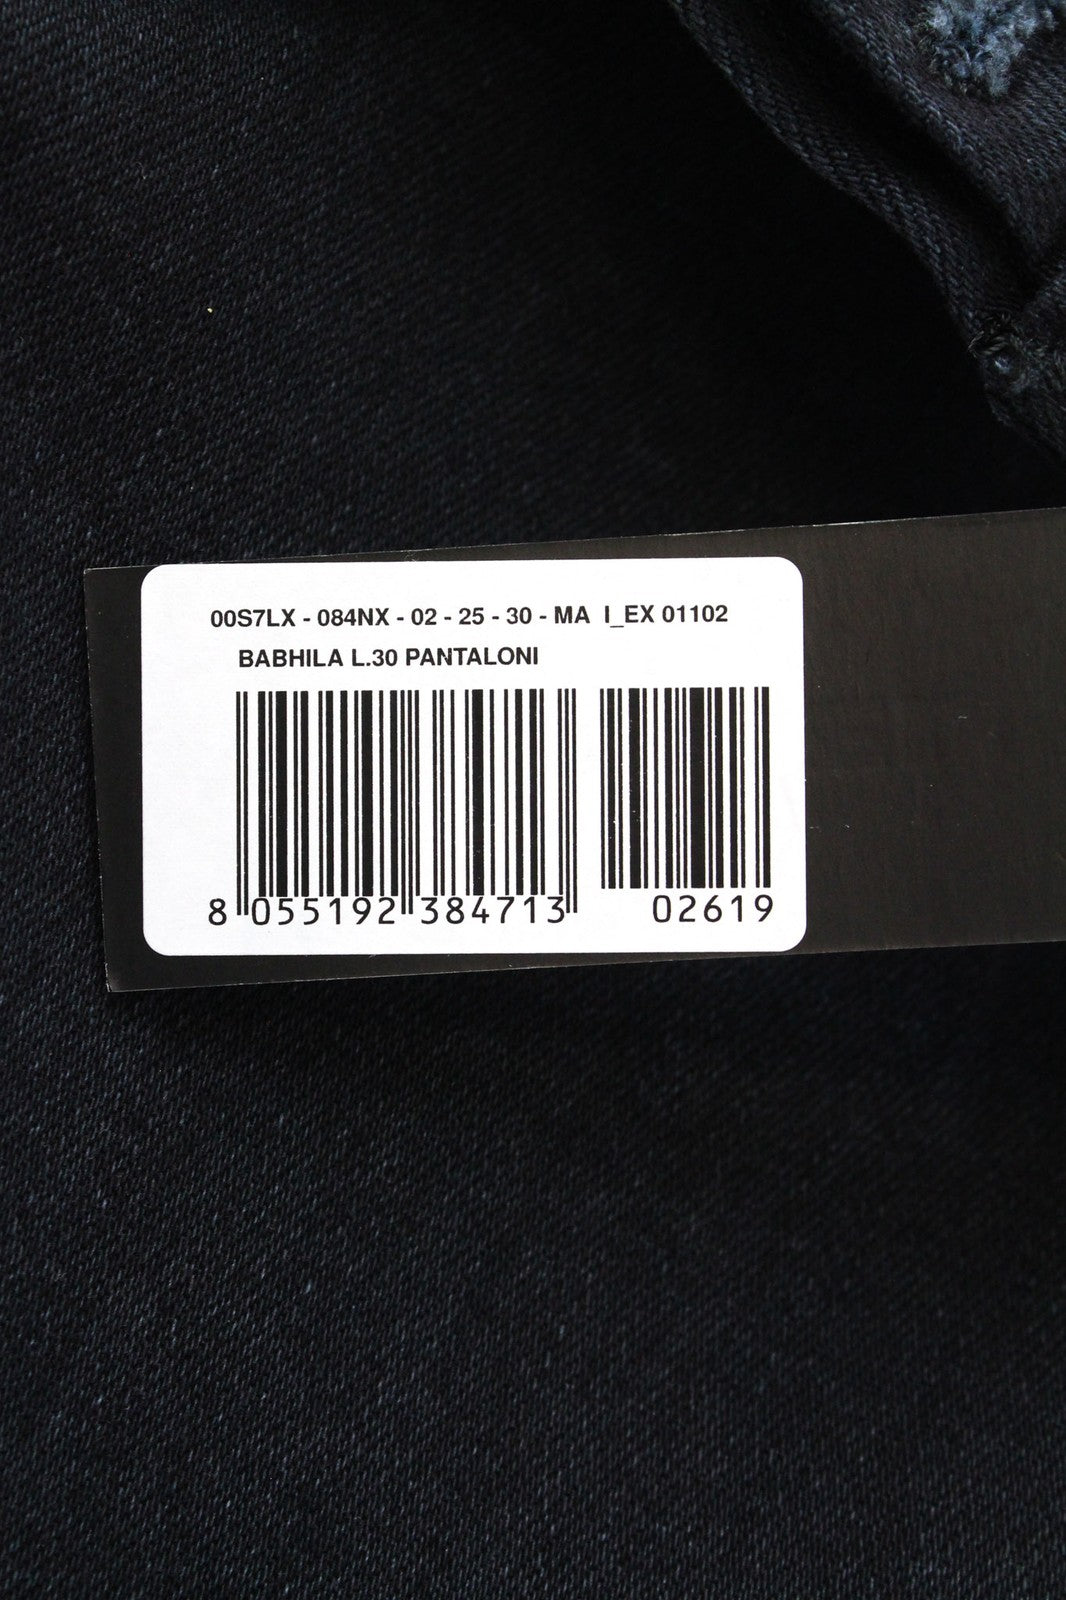 00S7LX - 084NX - 02 - 25 - 30 - MA I_EX 01102
BABHILA L.30 PANTALONI
8 055192 384713 02619